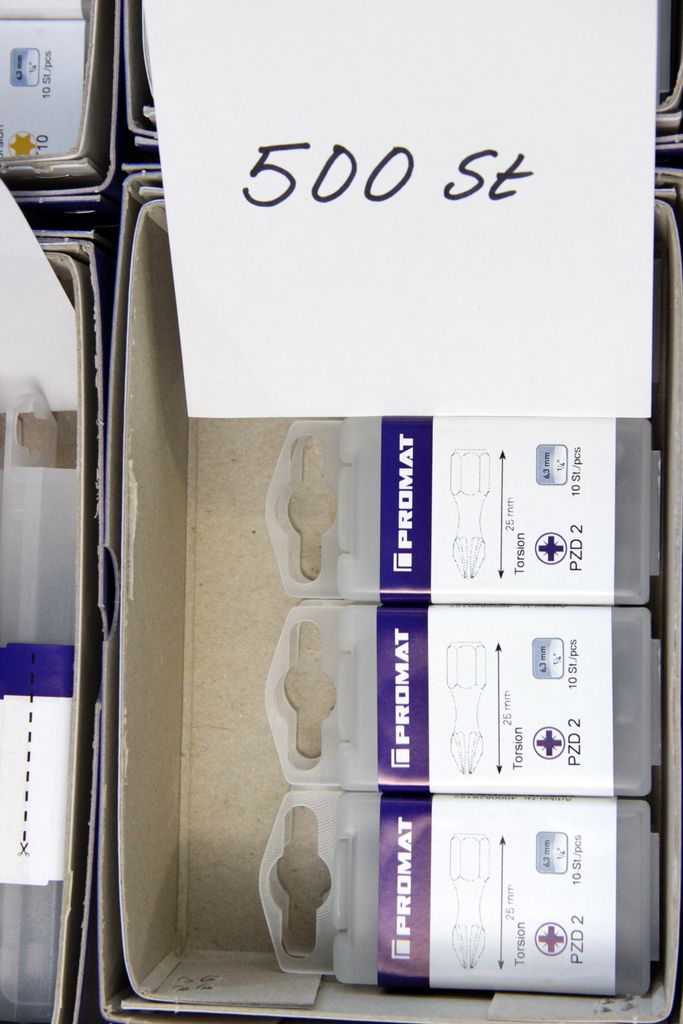 500 St
6,3 mm
1/4"
10 St./pcs
10
PROMAT
25 mm
Torsion
PZD 2
6,3 mm
1/4"
10 St./pcs
PROMAT
25 mm
Torsion
PZD 2
6,3 mm
1/4"
10 St./pcs
PROMAT
25 mm
Torsion
PZD 2
6,3 mm
1/4"
10 St./pcs